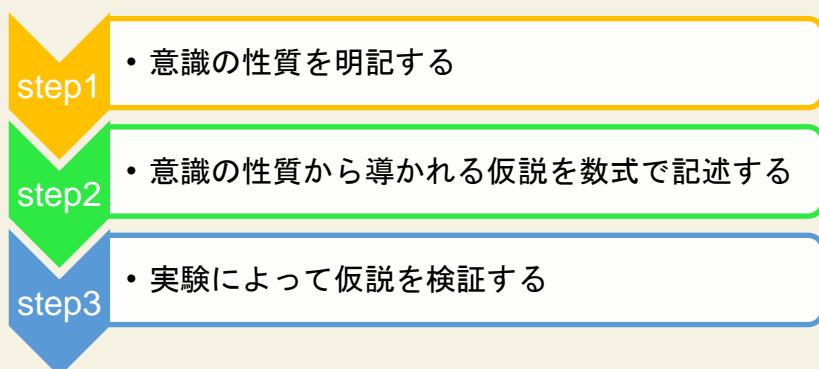 step1
• 意識の性質を明記する
step2
• 意識の性質から導かれる仮説を数式で記述する
step3
• 実験によって仮説を検証する